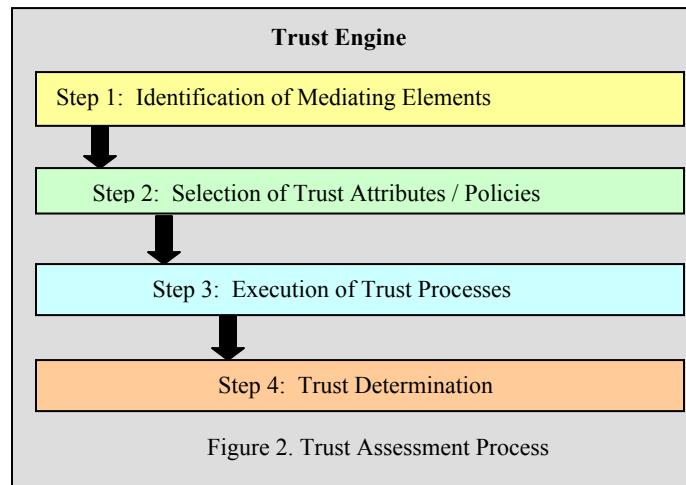 Trust Engine
Step 1: Identification of Mediating Elements
Step 2: Selection of Trust Attributes / Policies
Step 3: Execution of Trust Processes
Step 4: Trust Determination
Figure 2. Trust Assessment Process